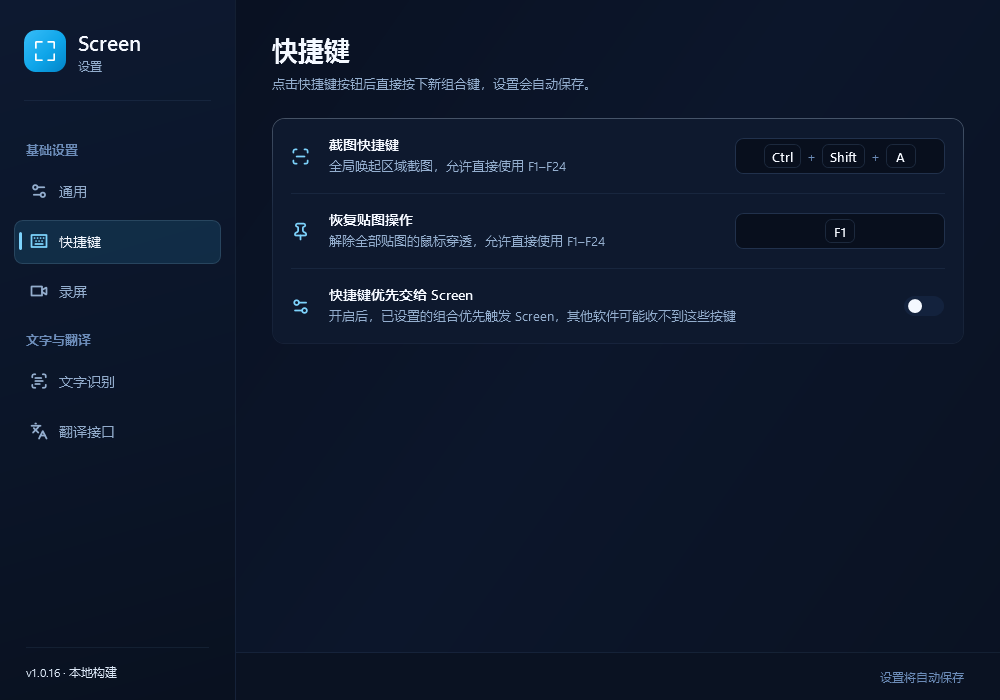 Screen
设置
基础设置
通用
快捷键
录屏
文字与翻译
文字识别
翻译接口
v1.0.16 · 本地构建
快捷键
点击快捷键按钮后直接按下新组合键，设置会自动保存。
截图快捷键
全局唤起区域截图，允许直接使用 F1–F24
Ctrl + Shift + A
恢复贴图操作
解除全部贴图的鼠标穿透，允许直接使用 F1–F24
F1
快捷键优先交给 Screen
开启后，已设置的组合优先触发 Screen，其他软件可能收不到这些按键
设置将自动保存